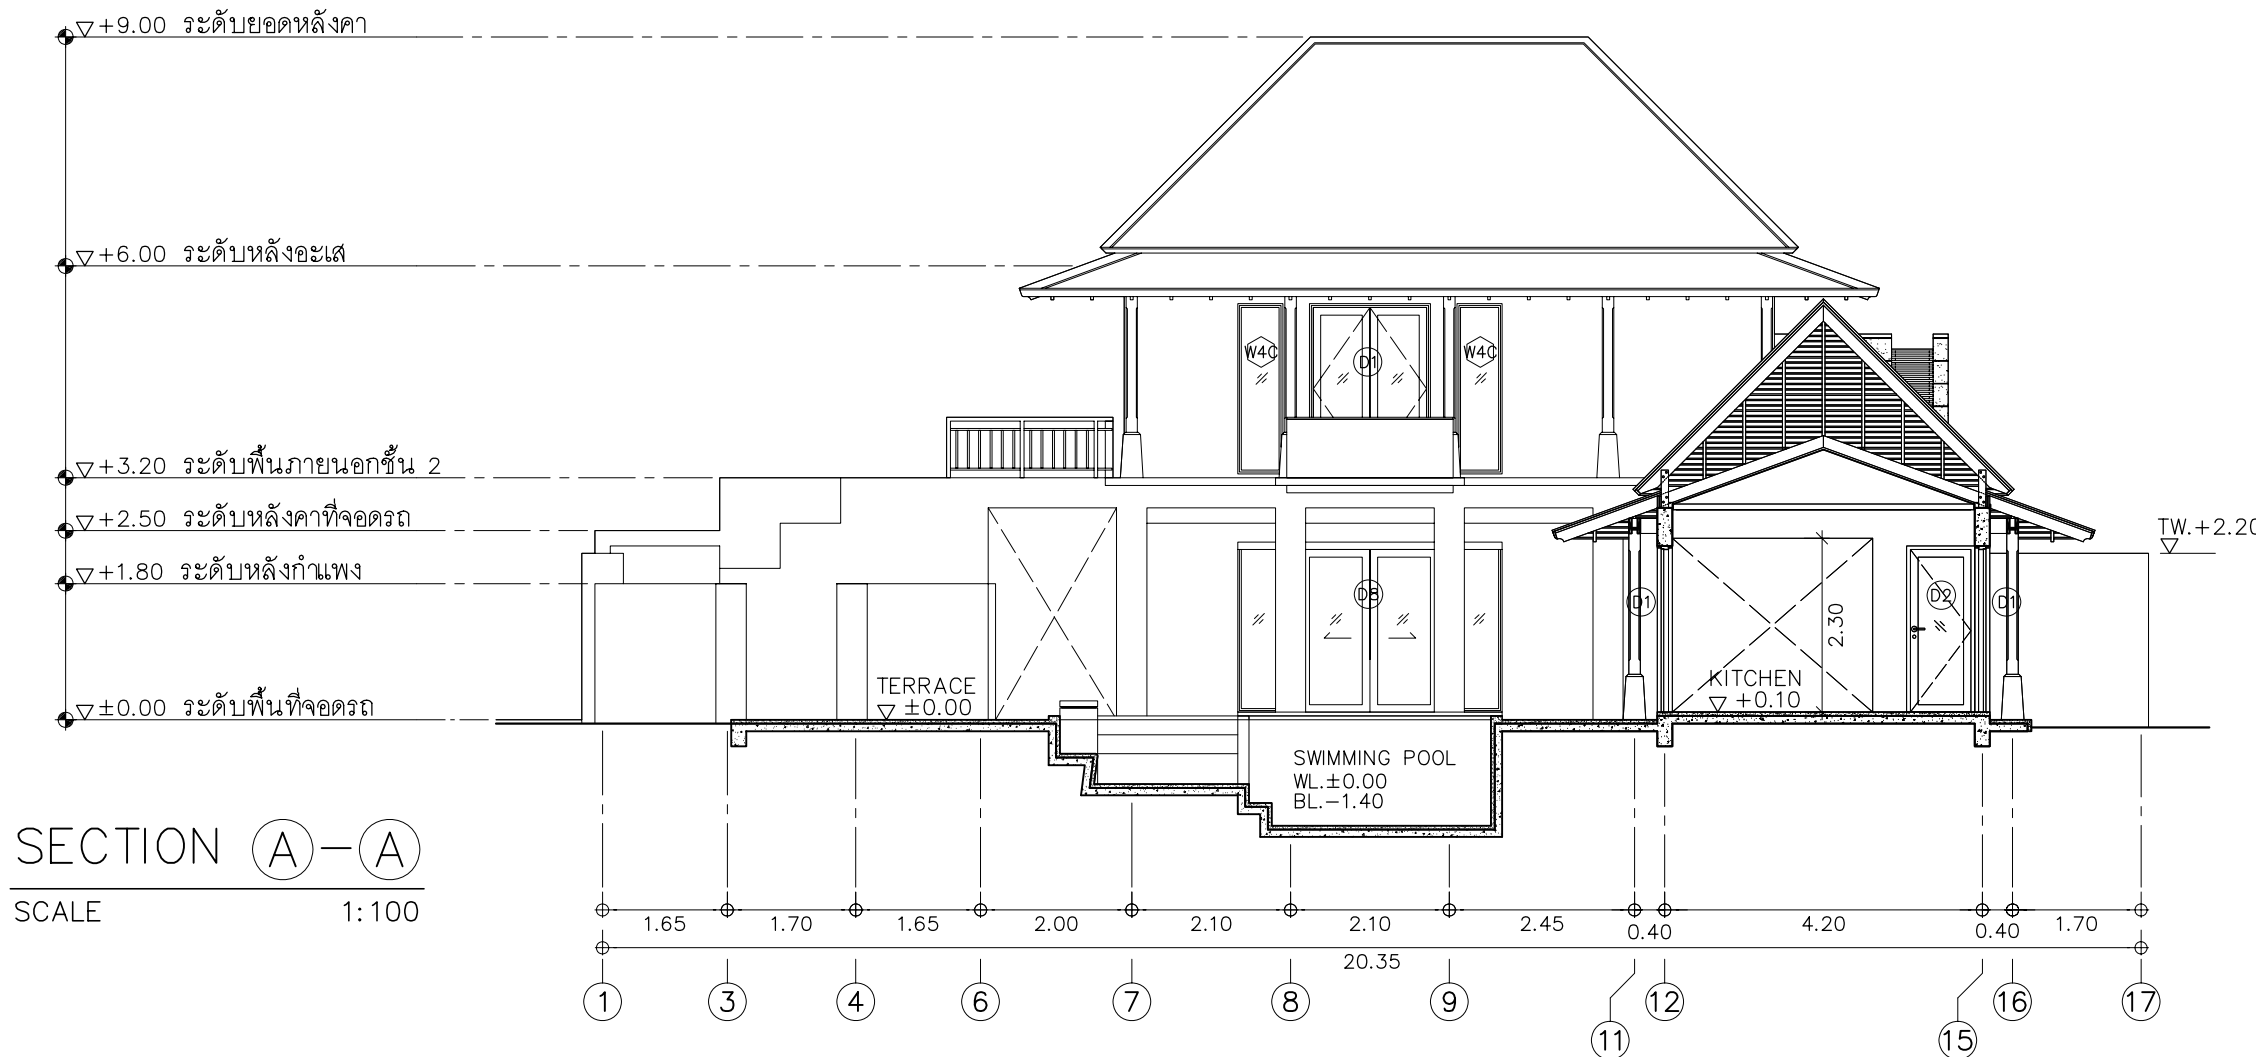 +9.00 ระดับยอดหลังคา
+6.00 ระดับหลังอะเส
W4C
D1
W4C
+3.20 ระดับพื้นภายนอกชั้น 2
+2.50 ระดับหลังคาที่จอดรถ
TW.+2.20
+1.80 ระดับหลังกำแพง
D8
D1
2.30
D2
D1
TERRACE
±0.00
KITCHEN
+0.10
±0.00 ระดับพื้นที่จอดรถ
SWIMMING POOL
WL.±0.00
BL.-1.40
SECTION A-A
SCALE 1:100
1.65 1.70 1.65 2.00 2.10 2.10 2.45 0.40 4.20 0.40 1.70
20.35
1 3 4 6 7 8 9 11 12 15 16 17